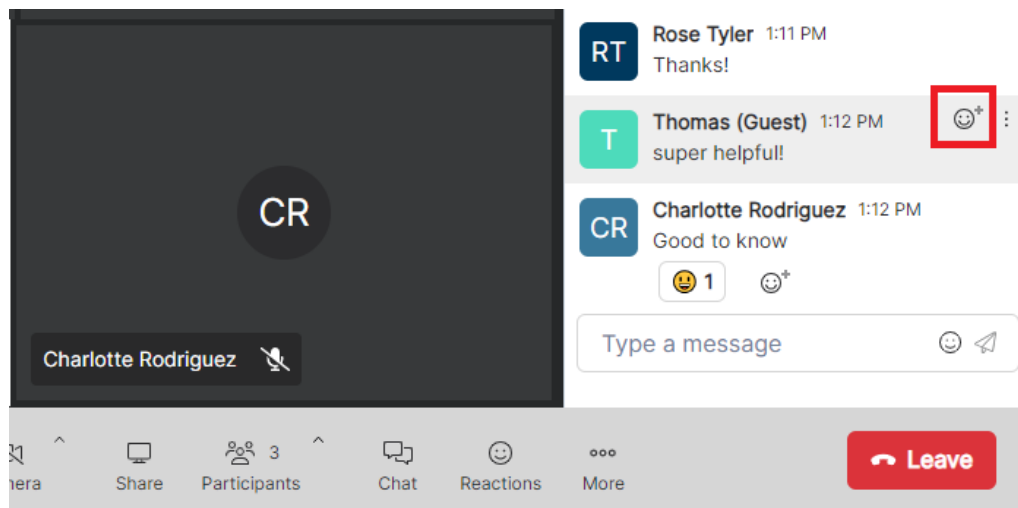 RT
Rose Tyler 1:11 PM
Thanks!
T
Thomas (Guest) 1:12 PM
super helpful!
CR
CR
Charlotte Rodriguez 1:12 PM
Good to know
1
Type a message
Charlotte Rodriguez
3
Share
Participants
Chat
Reactions
More
Leave